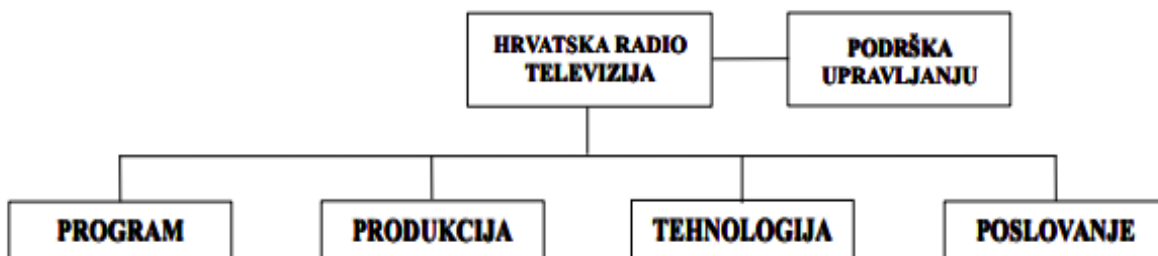 HRVATSKA RADIO
TELEVIZIJA
PODRŠKA
UPRAVLJANJU
PROGRAM
PRODUKCIJA
TEHNOLOGIJA
POSLOVANJE